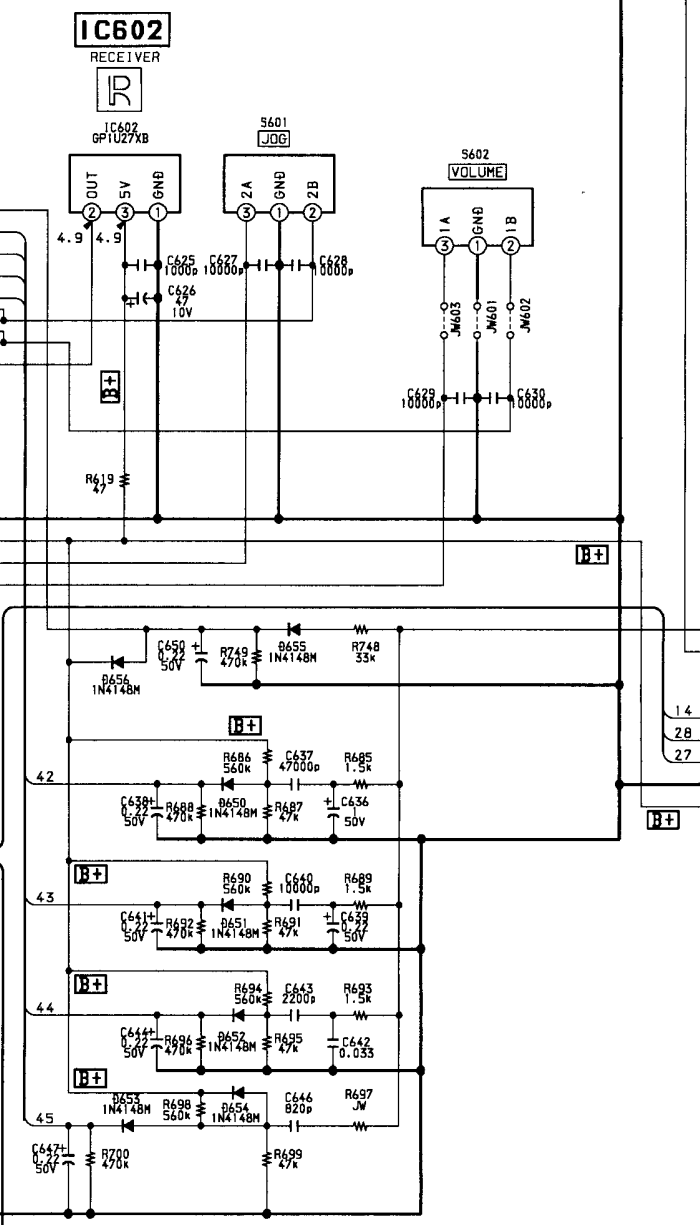 IC602
RECEIVER
R
IC602
GP1U27XB
OUT
5V
GND
2
3
1
4.9
4.9
S601
JOG
2A
GND
2B
3
1
2
S602
VOLUME
1A
GND
1B
3
1
2
C625
1000p
C626
47
10V
C627
10000p
C628
10000p
JW603
JW601
JW602
B+
C629
10000p
C630
10000p
R619
47
B+
C650
0.22
50V
R749
470k
D655
1N4148M
R748
33k
D656
1N4148M
14
28
27
B+
B+
42
R686
560k
C637
47000p
R685
1.5k
C638
0.22
50V
R688
470k
D650
1N4148M
R687
47k
C636
1
50V
B+
43
R690
560k
C640
10000p
R689
1.5k
C641
0.22
50V
R692
470k
D651
1N4148M
R691
47k
C639
0.22
50V
B+
44
R694
560k
C643
2200p
R693
1.5k
C644
0.22
50V
R696
470k
D652
1N4148M
R695
47k
C642
0.033
B+
45
D653
1N4148M
R698
560k
D654
1N4148M
C646
820p
R697
JW
C647
0.22
50V
R700
470k
R699
47k